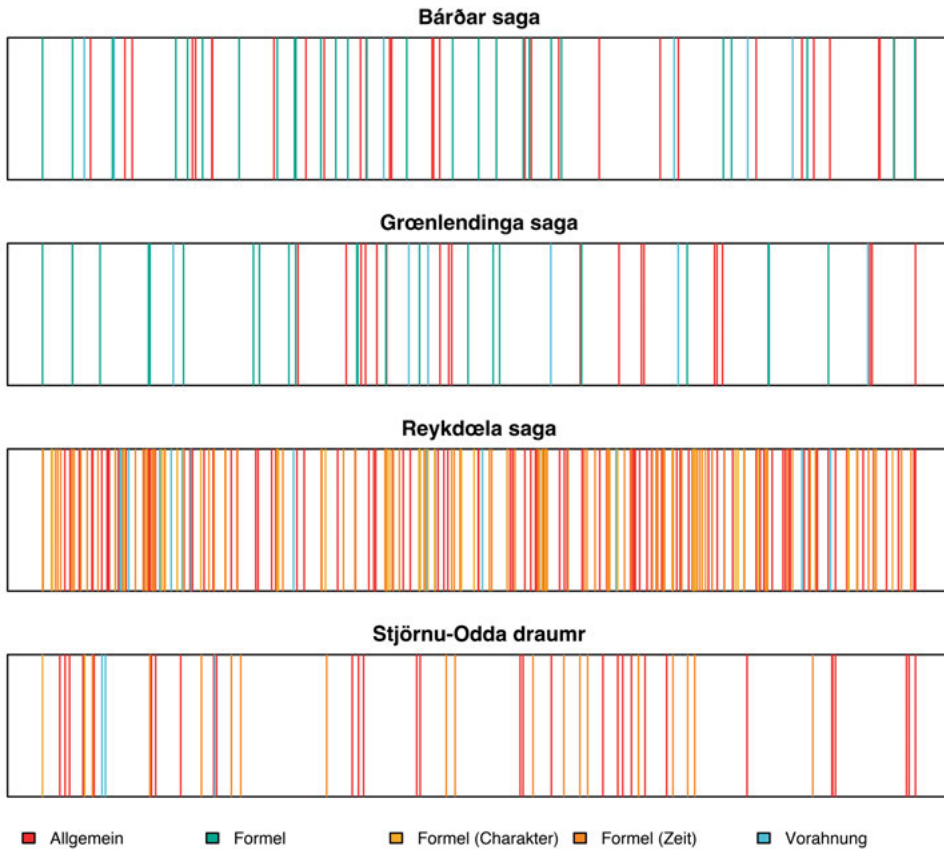 Bárðar saga
Grœnlendinga saga
Reykdœla saga
Stjörnu-Odda draumr
Allgemein Formel Formel (Charakter) Formel (Zeit) Vorahnung